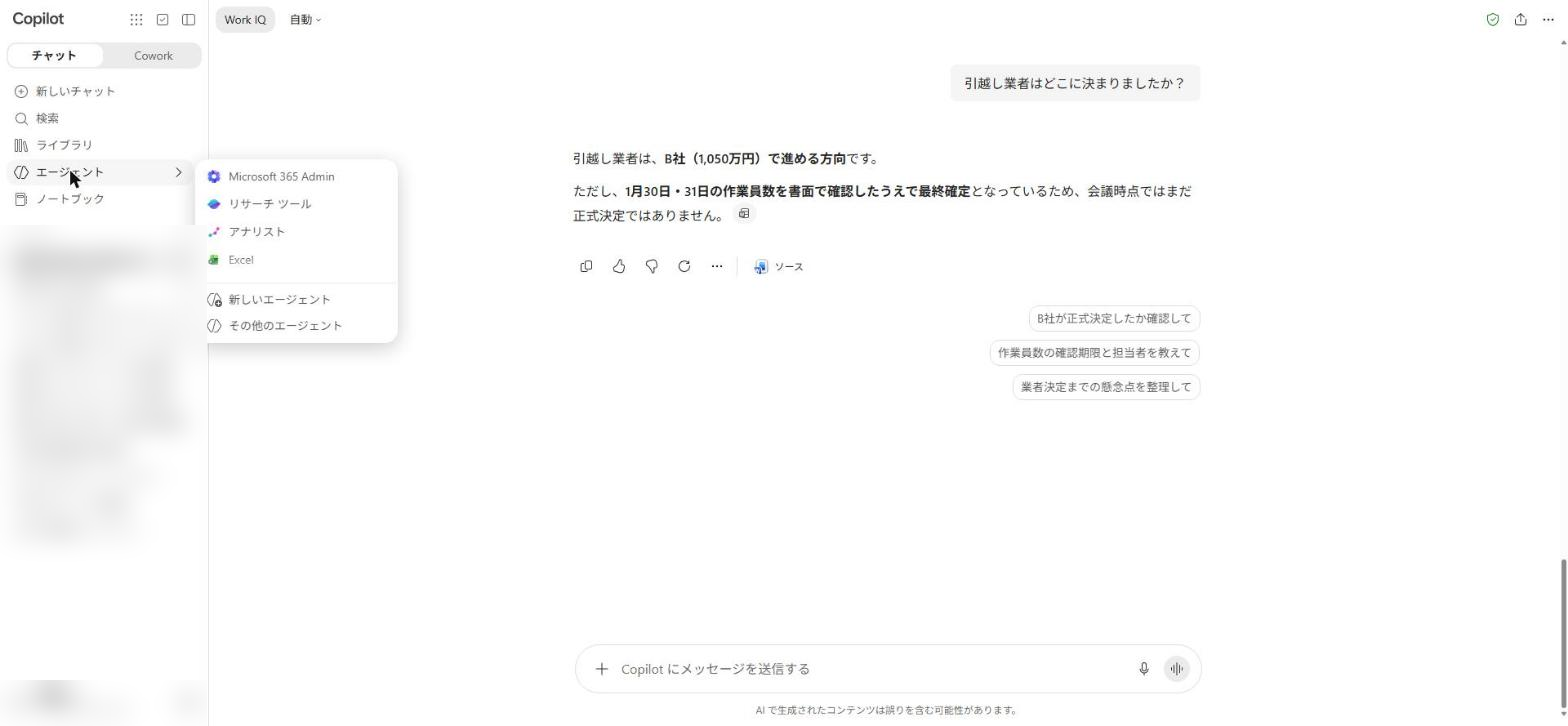 Copilot
チャット
Cowork
新しいチャット
検索
ライブラリ
エージェント
ノートブック
Microsoft 365 Admin
リサーチ ツール
アナリスト
Excel
新しいエージェント
その他のエージェント
Work IQ
自動
引越し業者はどこに決まりましたか？
引越し業者は、B社（1,050万円）で進める方向です。
ただし、1月30日・31日の作業員数を書面で確認したうえで最終確定となっているため、会議時点ではまだ
正式決定ではありません。
ソース
B社が正式決定したか確認して
作業員数の確認期限と担当者を教えて
業者決定までの懸念点を整理して
Copilot にメッセージを送信する
AI で生成されたコンテンツは誤りを含む可能性があります。